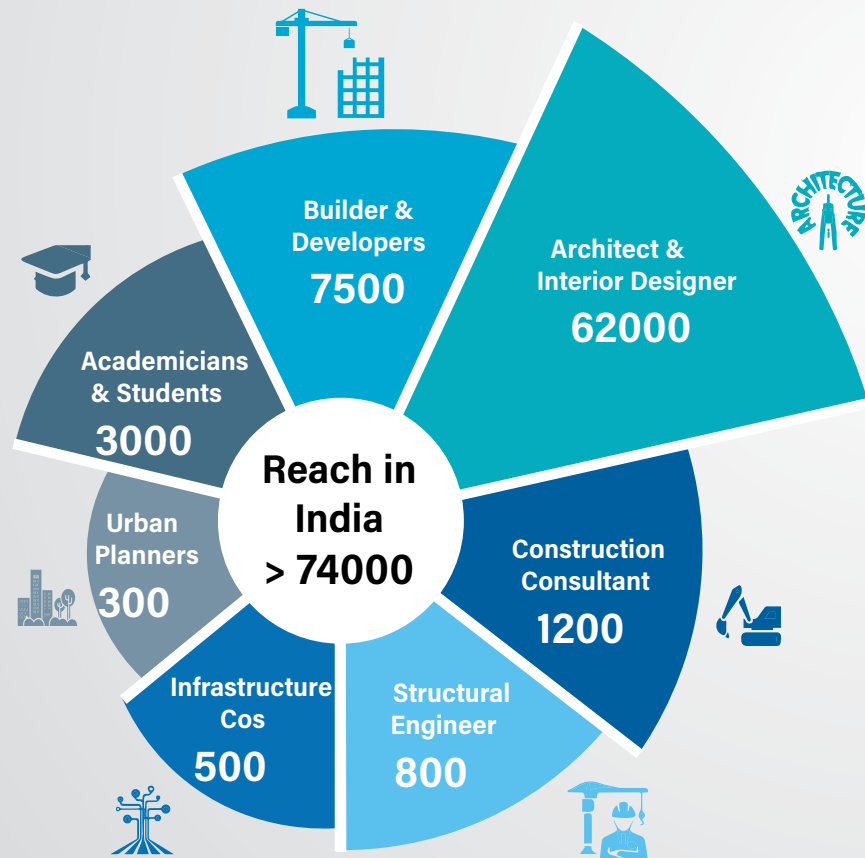 Builder &
Developers
7500
Architect &
Interior Designer
62000
ARCHITECTURE
Academicians
& Students
3000
Reach in
India
> 74000
Urban
Planners
300
Construction
Consultant
1200
Infrastructure
Cos
500
Structural
Engineer
800